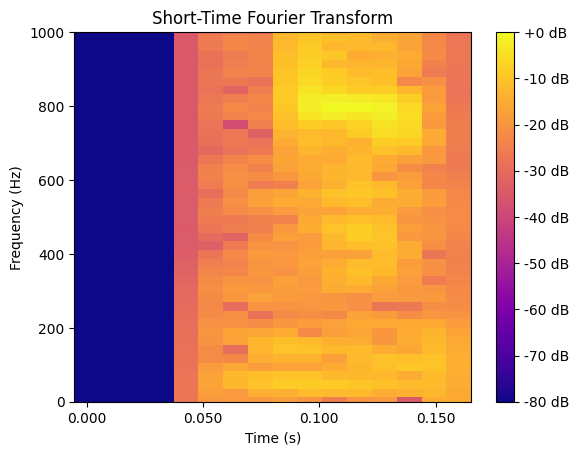 Short-Time Fourier Transform
Frequency (Hz)
1000
800
600
400
200
0
0.000
0.050
0.100
0.150
Time (s)
+0 dB
-10 dB
-20 dB
-30 dB
-40 dB
-50 dB
-60 dB
-70 dB
-80 dB